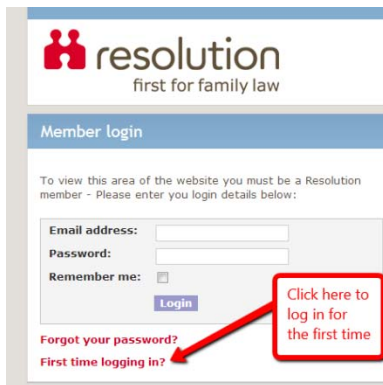 resolution
first for family law
Member login
To view this area of the website you must be a Resolution
member - Please enter you login details below:
Email address:
Password:
Remember me:
Login
Click here to
log in for
the first time
Forgot your password?
First time logging in?